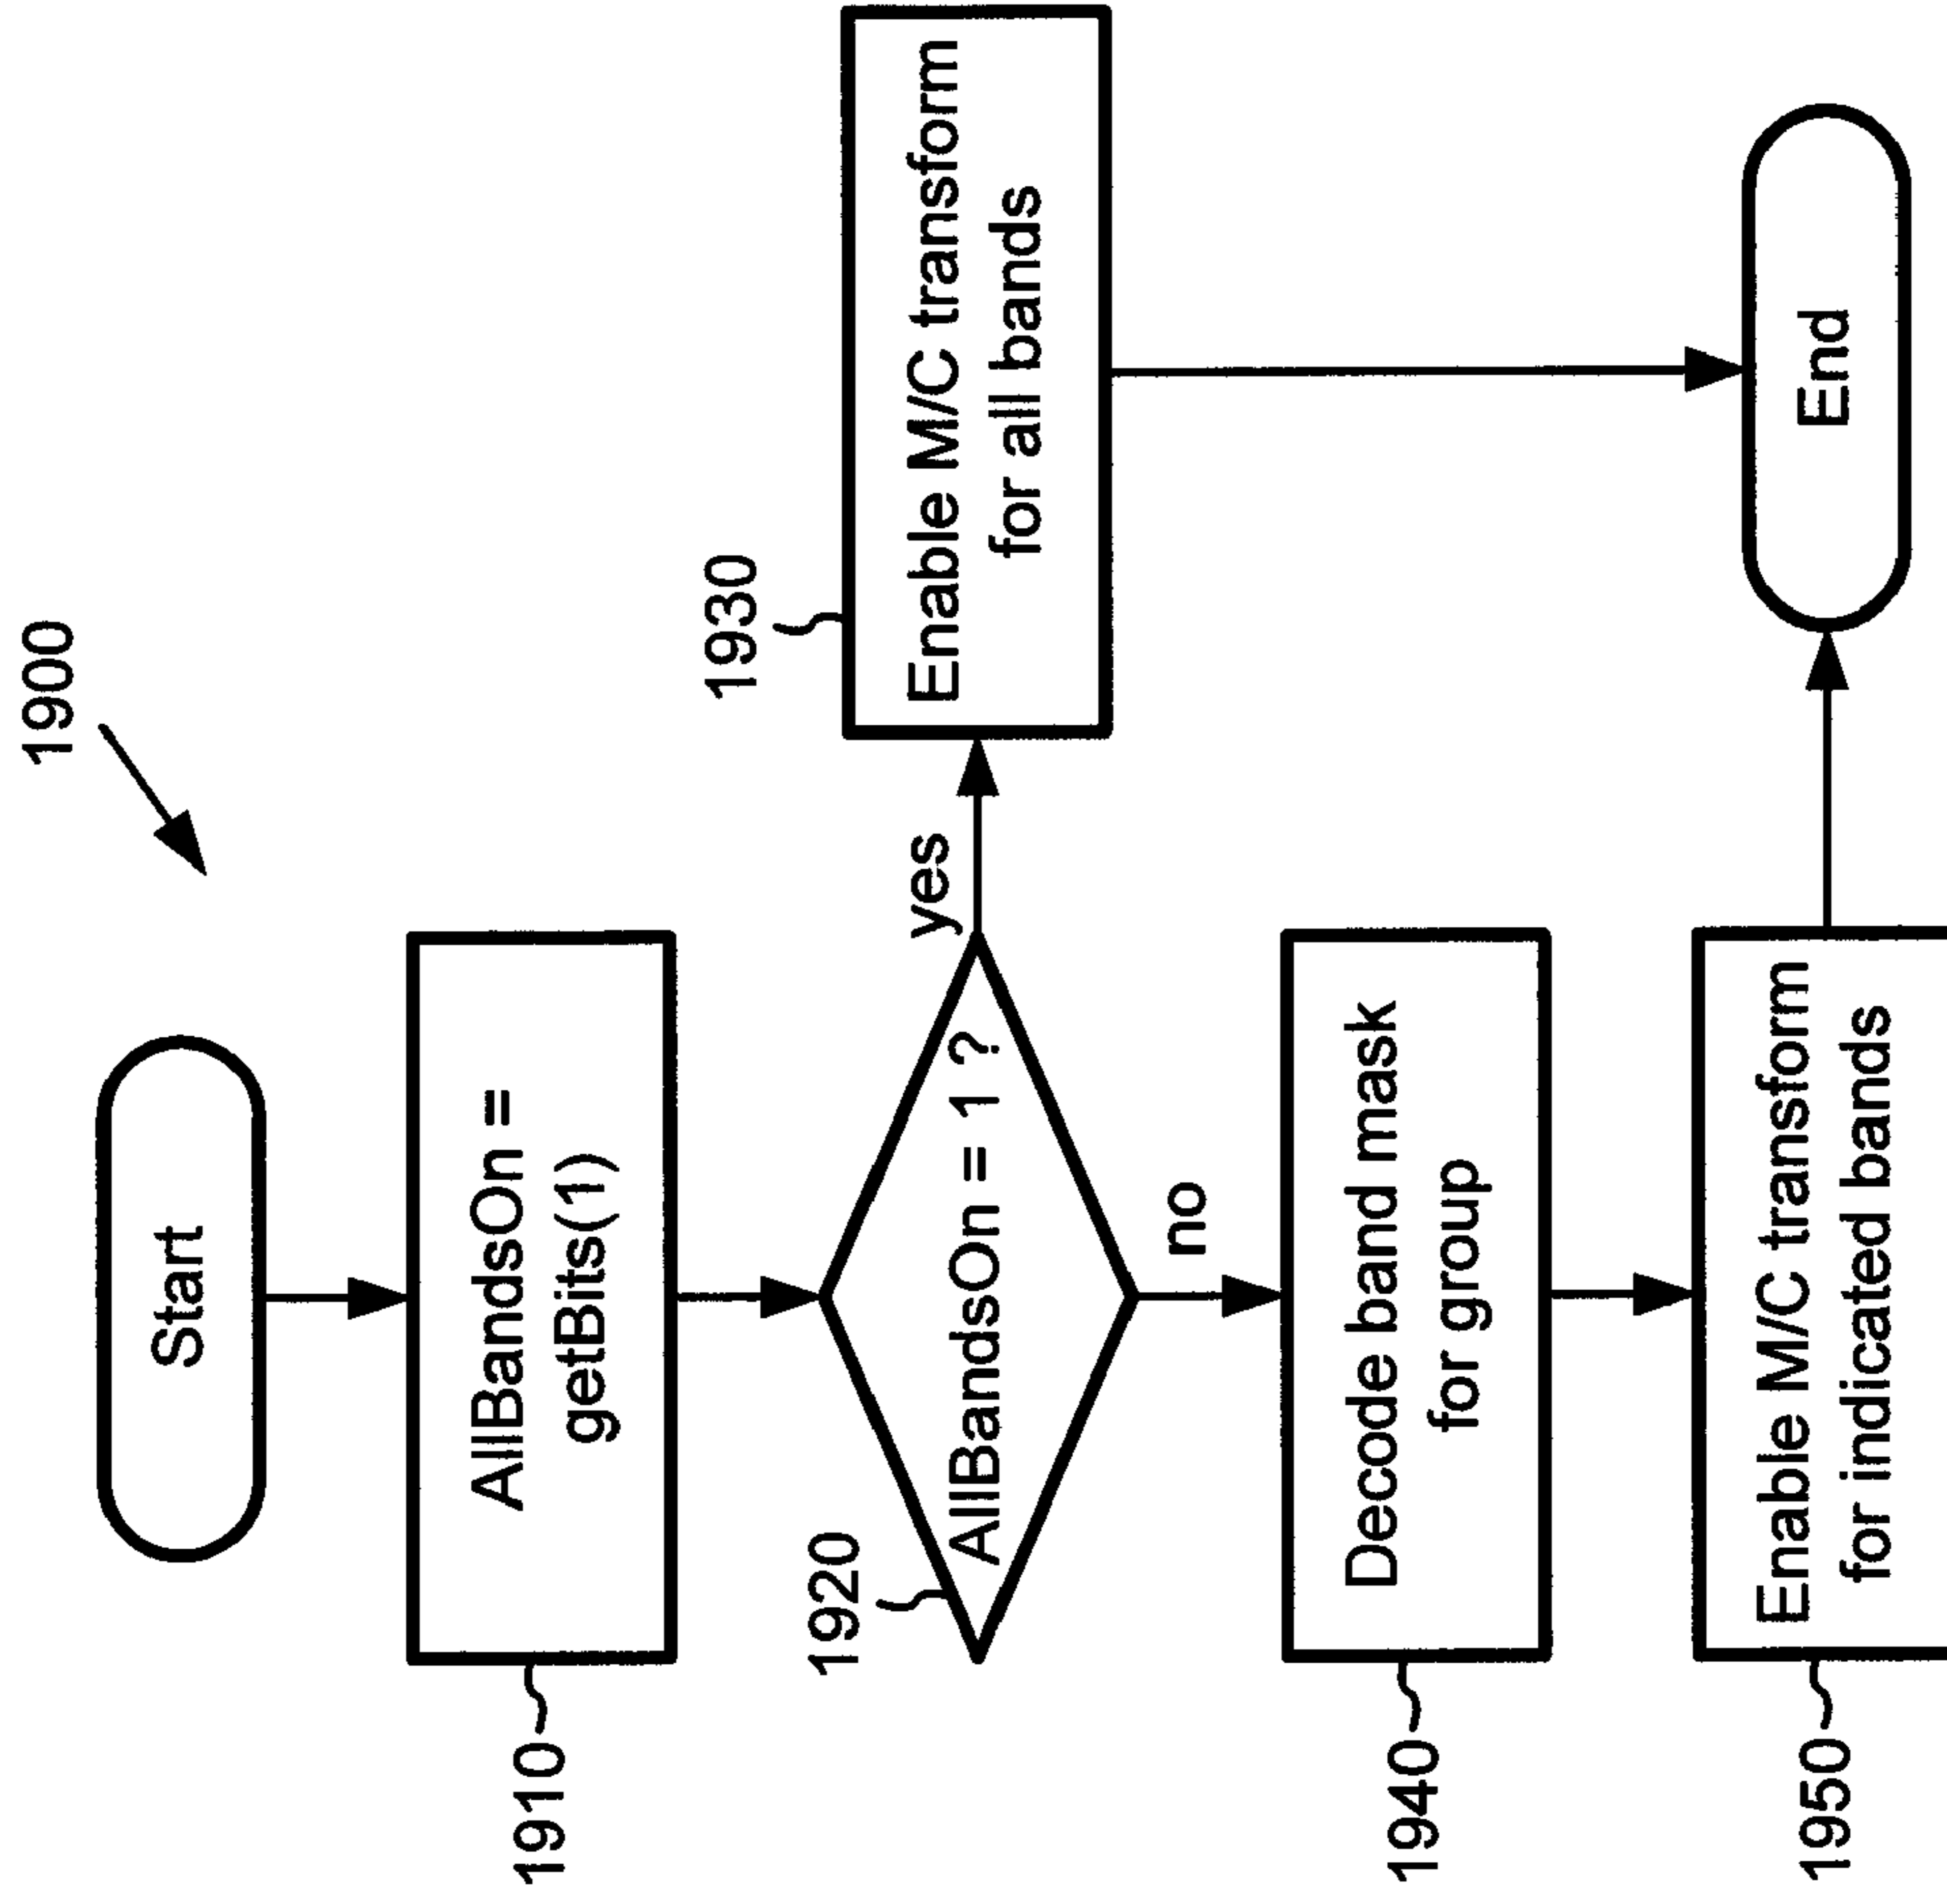 1900
Start
1910
AllBandsOn =
getBits(1)
1920
AllBandsOn = 1 ?
yes
1930
Enable M/C transform
for all bands
no
1940
Decode band mask
for group
1950
Enable M/C transform
for indicated bands
End